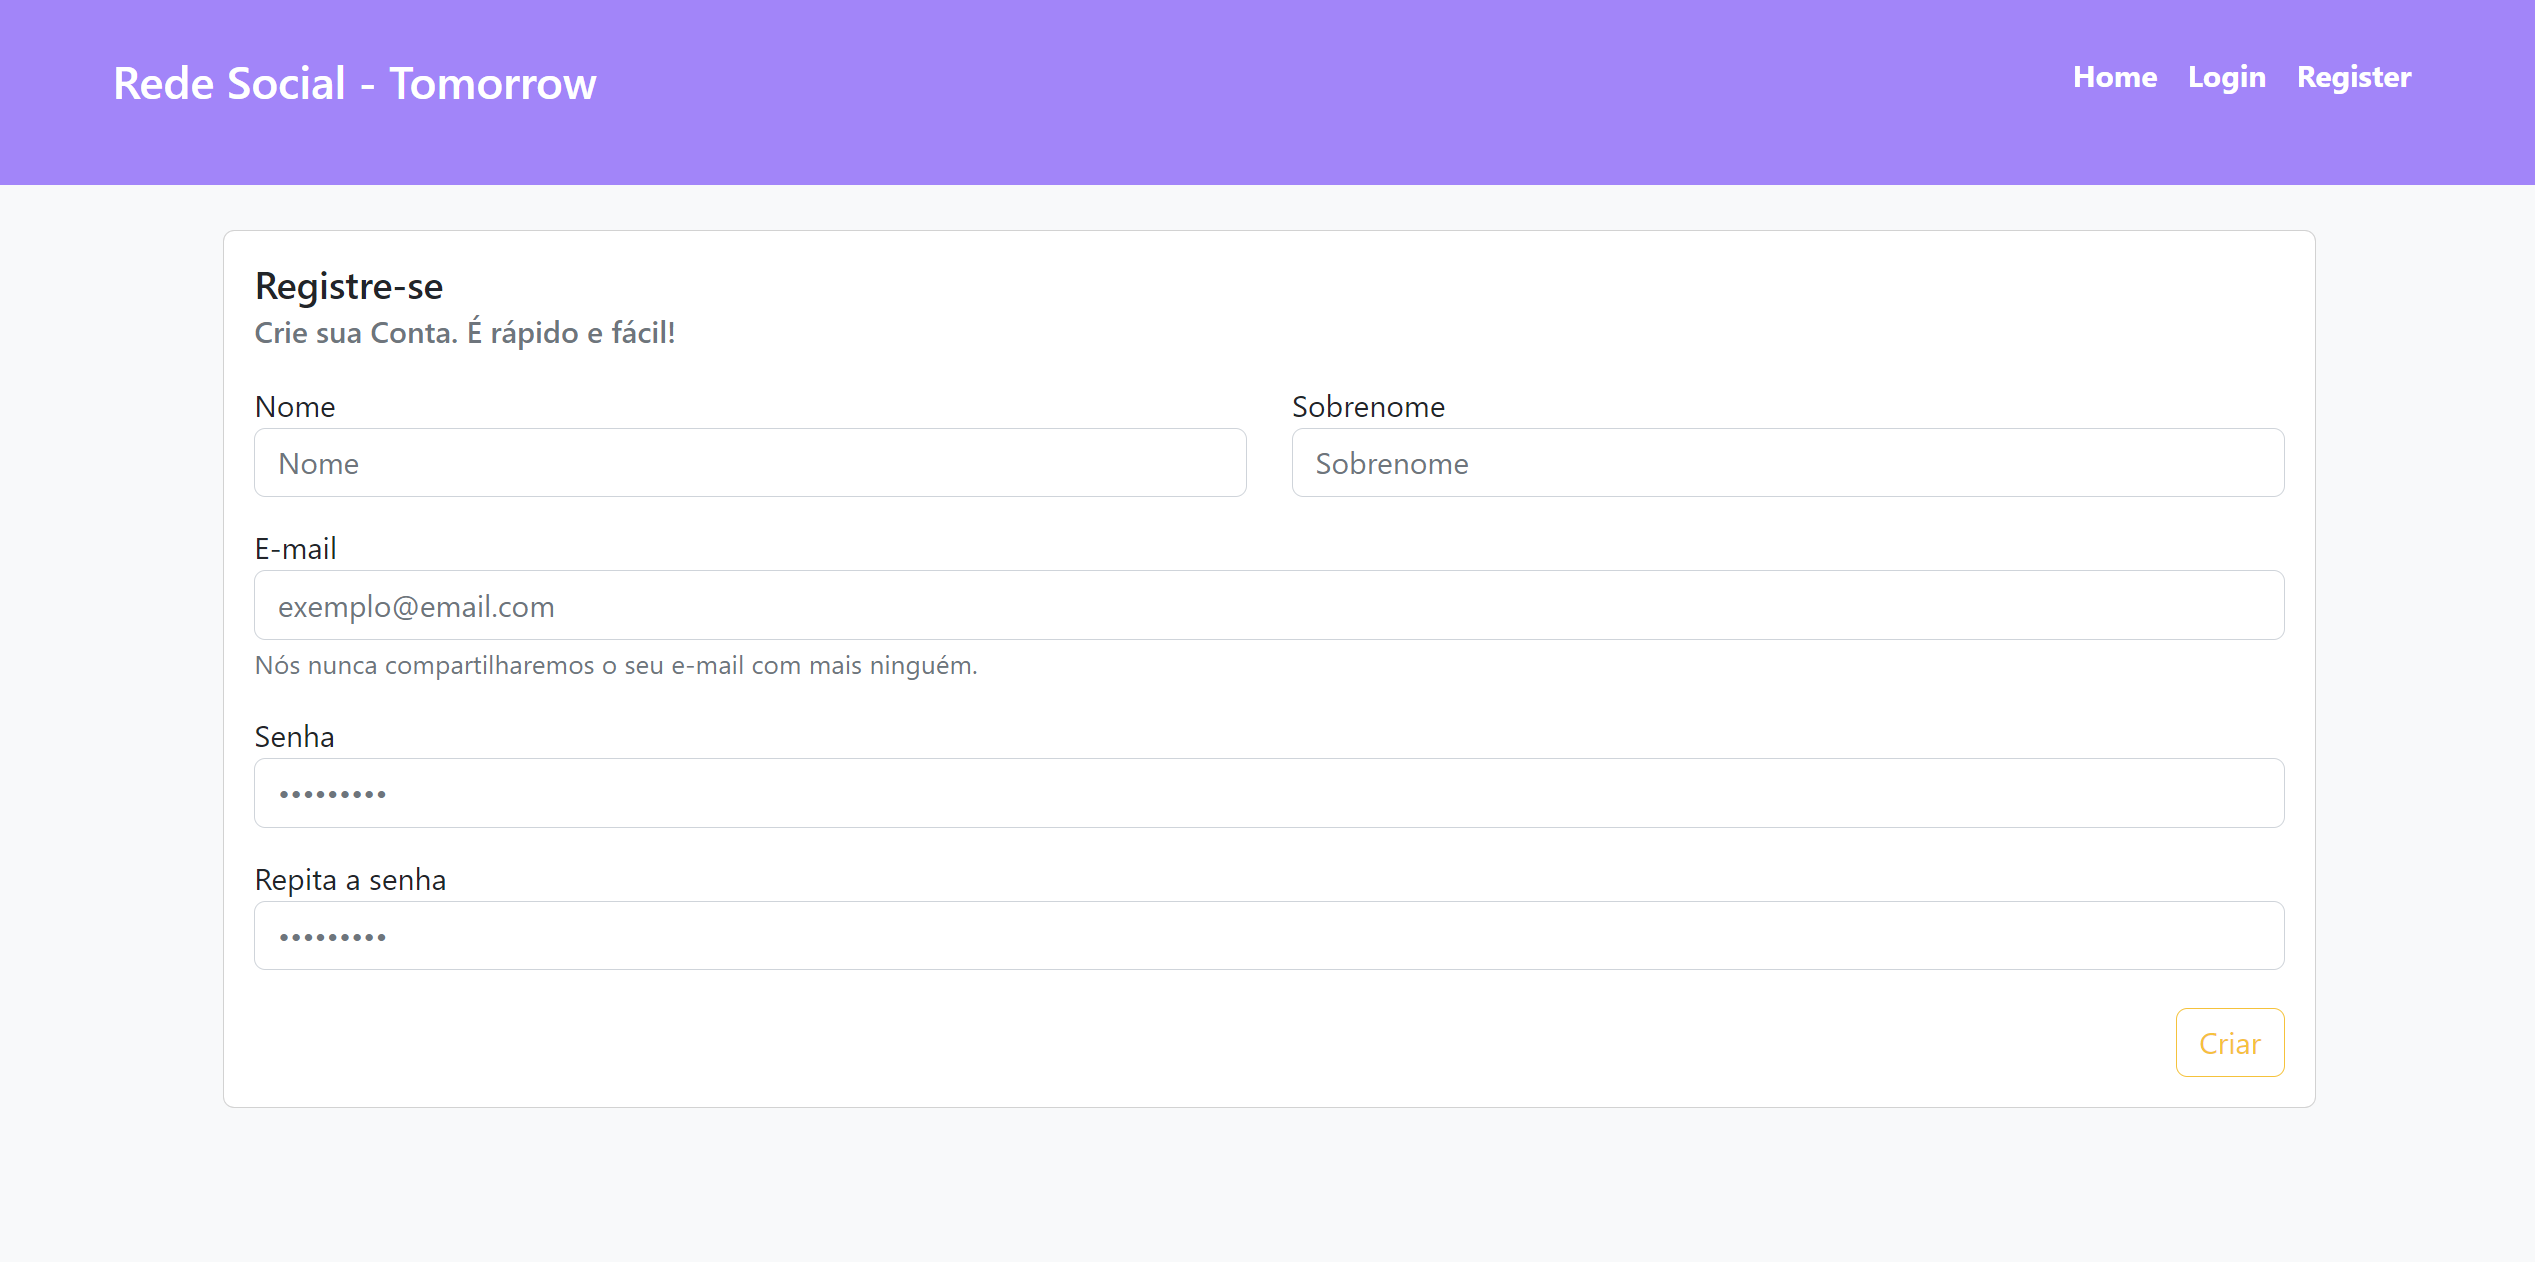 Rede Social - Tomorrow
Home Login Register
Registre-se
Crie sua Conta. É rápido e fácil!
Nome Sobrenome
Nome Sobrenome
E-mail
exemplo@email.com
Nós nunca compartilharemos o seu e-mail com mais ninguém.
Senha
•••••••••
Repita a senha
•••••••••
Criar